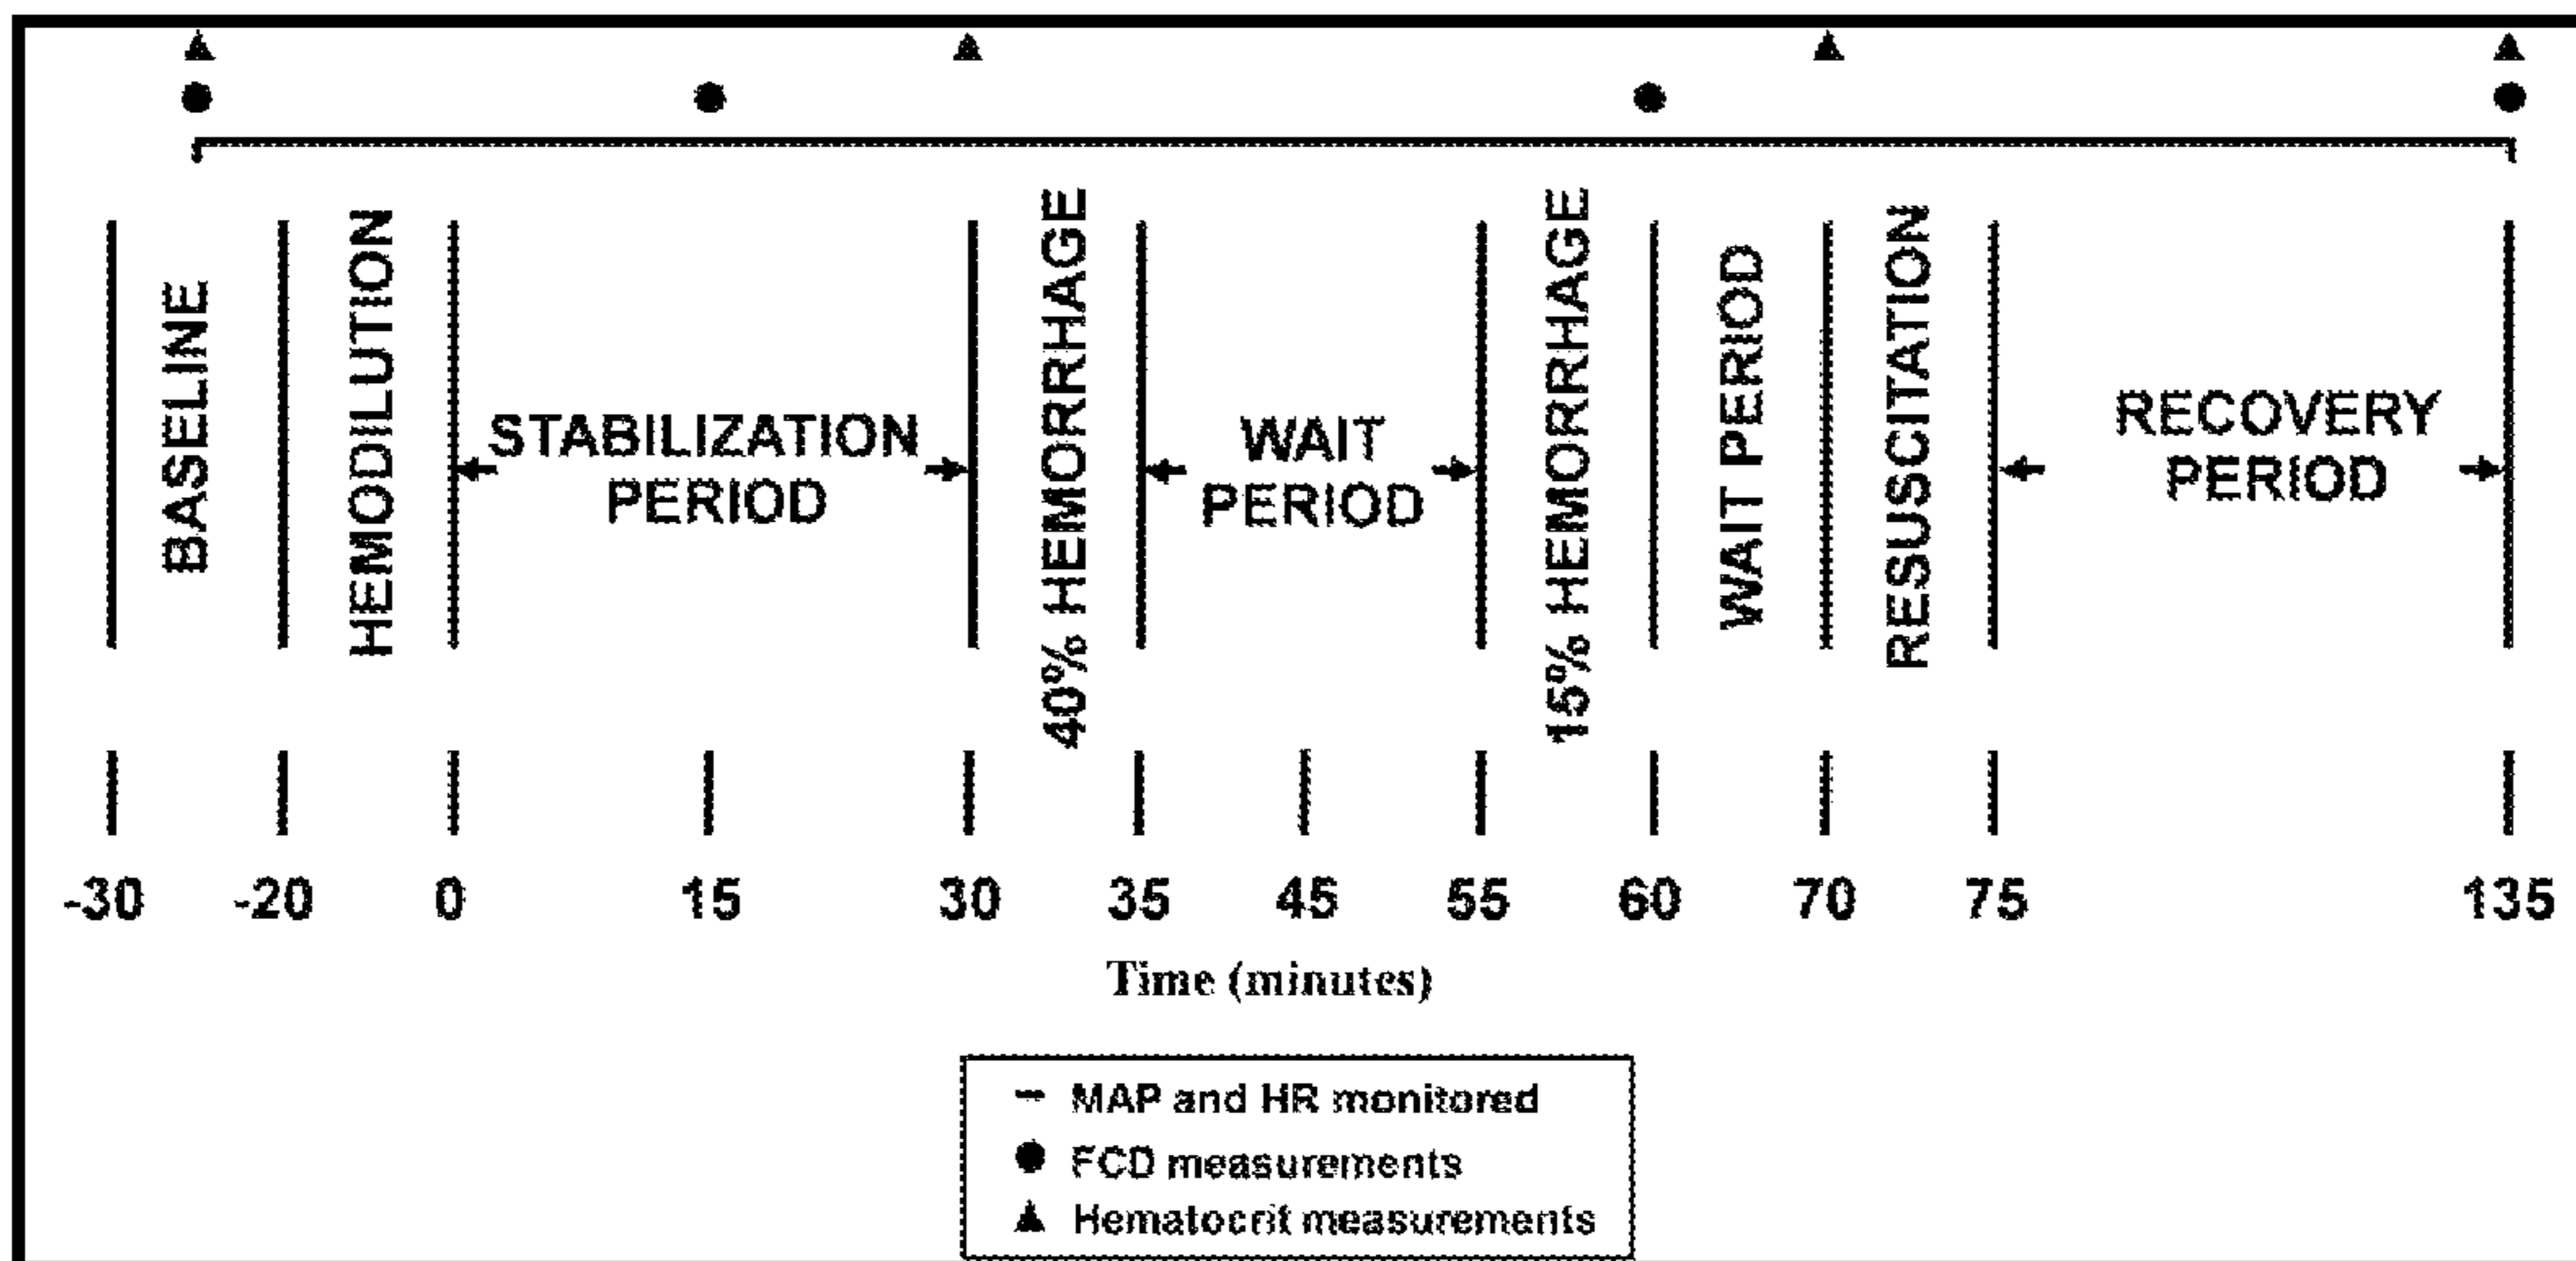 BASELINE
HEMODILUTION
STABILIZATION
PERIOD
40% HEMORRHAGE
WAIT
PERIOD
15% HEMORRHAGE
WAIT PERIOD
RESUSCITATION
RECOVERY
PERIOD
-30 -20 0 15 30 35 45 55 60 70 75 135
Time (minutes)
MAP and HR monitored
FCD measurements
Hematocrit measurements